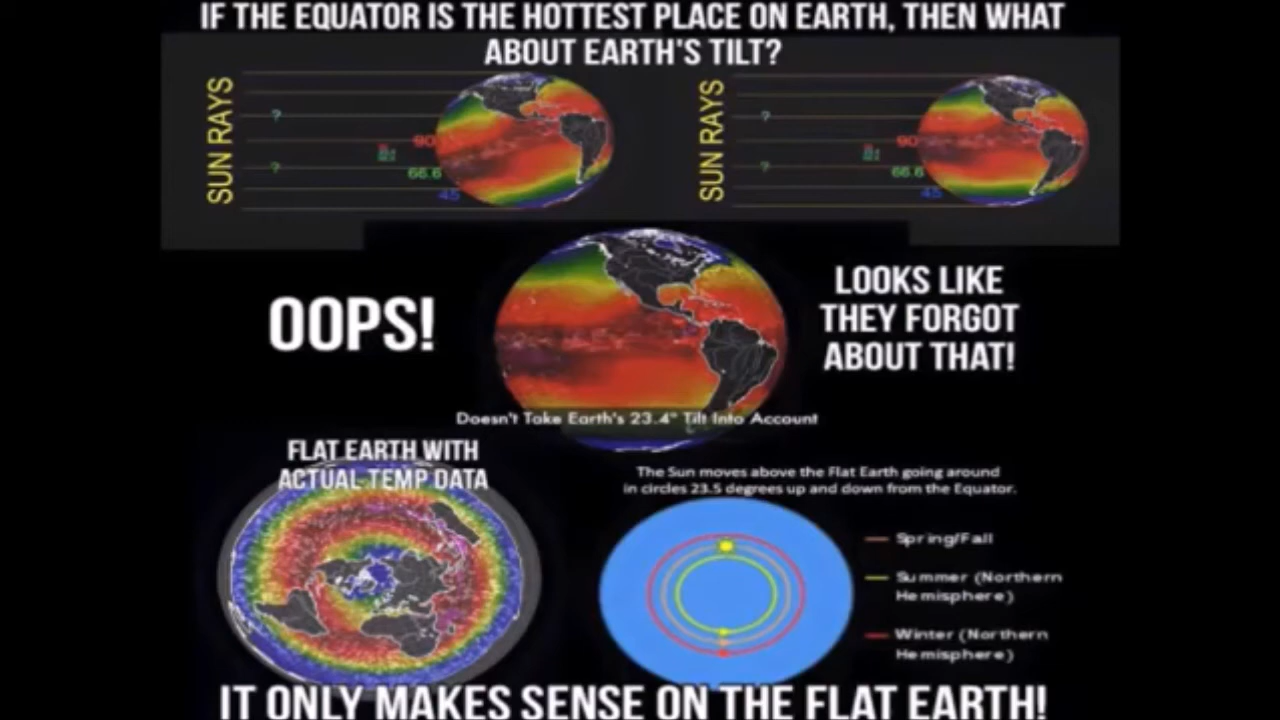 IF THE EQUATOR IS THE HOTTEST PLACE ON EARTH, THEN WHAT
ABOUT EARTH'S TILT?
SUN RAYS
?
?
90
66.6
45
SUN RAYS
?
?
90
66.6
45
OOPS!
LOOKS LIKE
THEY FORGOT
ABOUT THAT!
Doesn't Take Earth's 23.4° Tilt Into Account
FLAT EARTH WITH
ACTUAL TEMP DATA
The Sun moves above the Flat Earth going around
in circles 23.5 degrees up and down from the Equator.
Spring/Fall
Summer (Northern
Hemisphere)
Winter (Northern
Hemisphere)
IT ONLY MAKES SENSE ON THE FLAT EARTH!